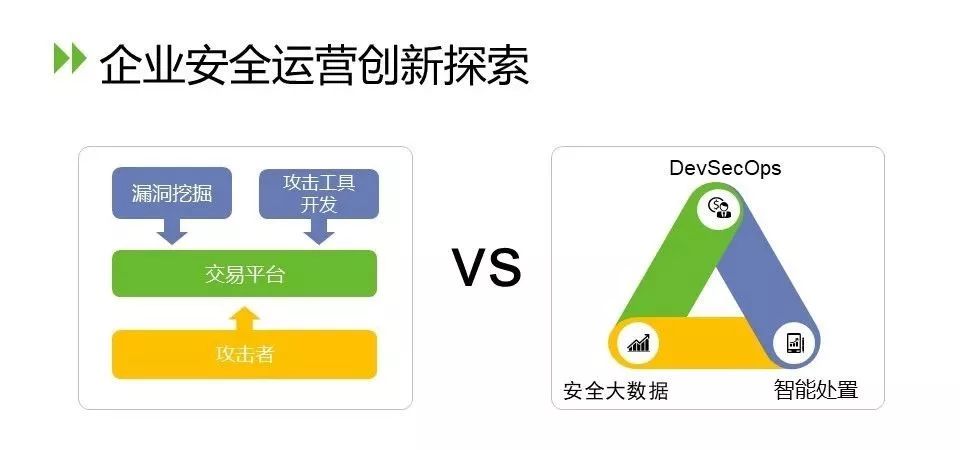 企业安全运营创新探索
漏洞挖掘
攻击工具
开发
交易平台
攻击者
VS
DevSecOps
安全大数据
智能处置